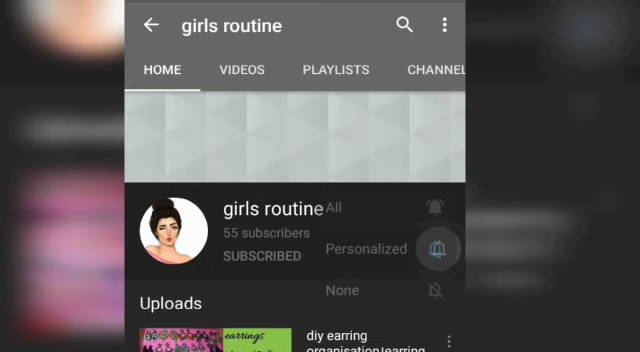 girls routine
HOME VIDEOS PLAYLISTS CHANNEL
girls routine
All
55 subscribers
Personalized
SUBSCRIBED
None
Uploads
earrings
diy earring
organisation|earring